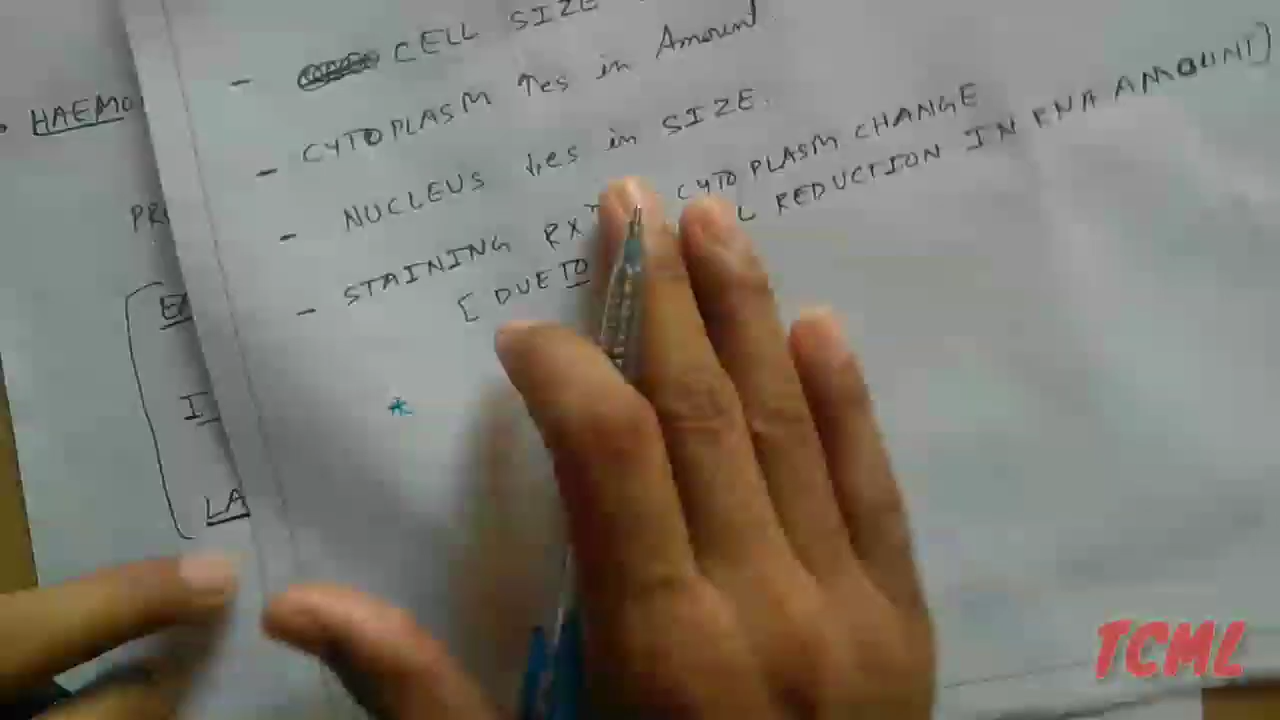 - CELL SIZE
- CYTOPLASM ↑es in Amount
- NUCLEUS ↓es in SIZE.
- STAINING RXⁿ CYTOPLASM CHANGE
[ DUE TO L REDUCTION IN RNA AMOUNT]
*
HAEMO
PR
I
LA
TCML